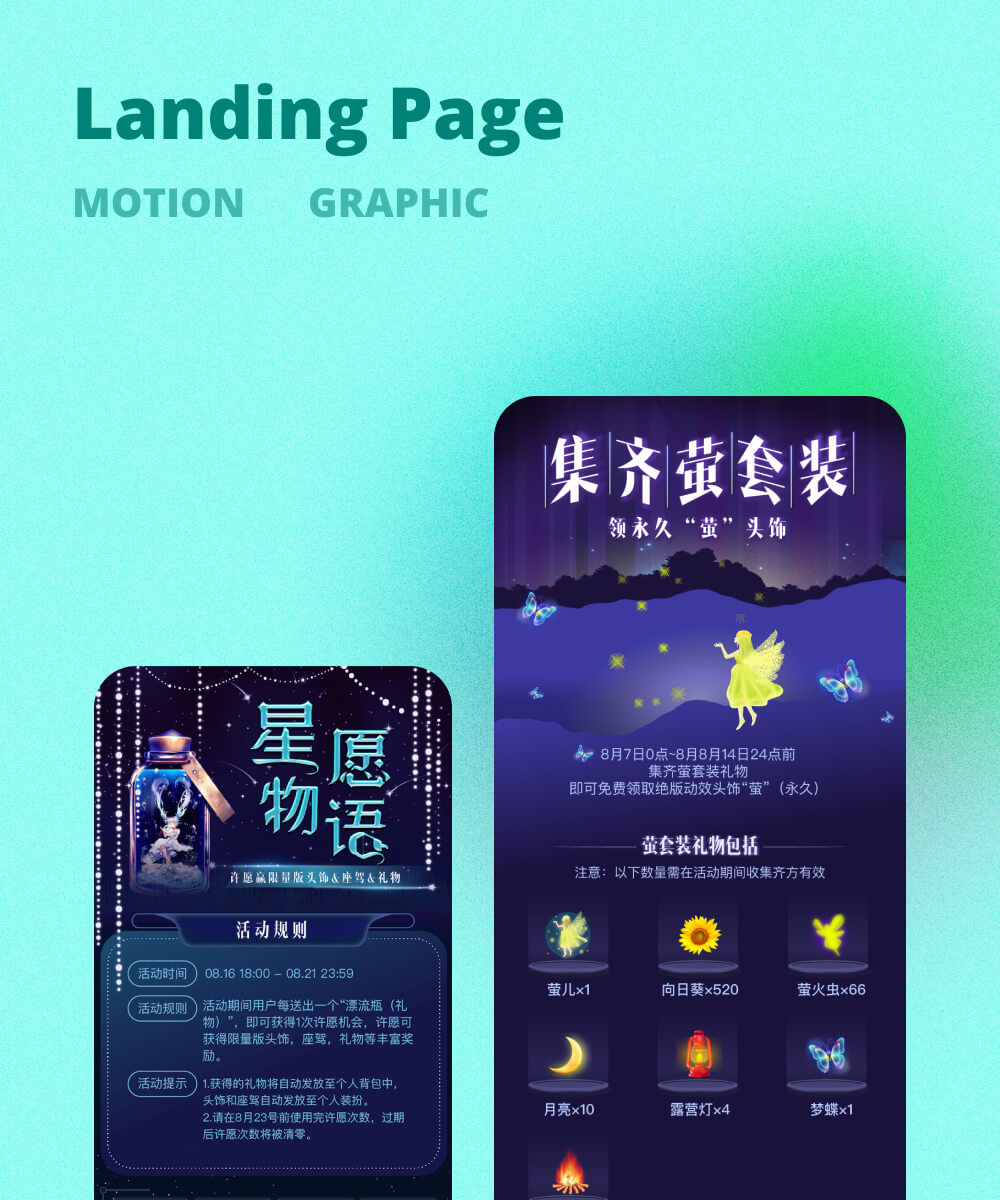 Landing Page
MOTION GRAPHIC
集齐萤套装
领永久“萤”头饰
8月7日0点~8月8月14日24点前
集齐萤套装礼物
即可免费领取绝版动效头饰“萤”（永久）
萤套装礼物包括
注意：以下数量需在活动期间收集齐方有效
萤儿×1 向日葵×520 萤火虫×66
月亮×10 露营灯×4 梦蝶×1
星愿
物语
许愿赢限量版头饰&座驾&礼物
活动规则
活动时间 08.16 18:00 – 08.21 23:59
活动规则 活动期间用户每送出一个“漂流瓶（礼
物）”，即可获得1次许愿机会，许愿可
获得限量版头饰，座驾，礼物等丰富奖
励。
活动提示 1.获得的礼物将自动发放至个人背包中，
头饰和座驾自动发放至个人装扮。
2.请在8月23号前使用完许愿次数，过期
后许愿次数将被清零。